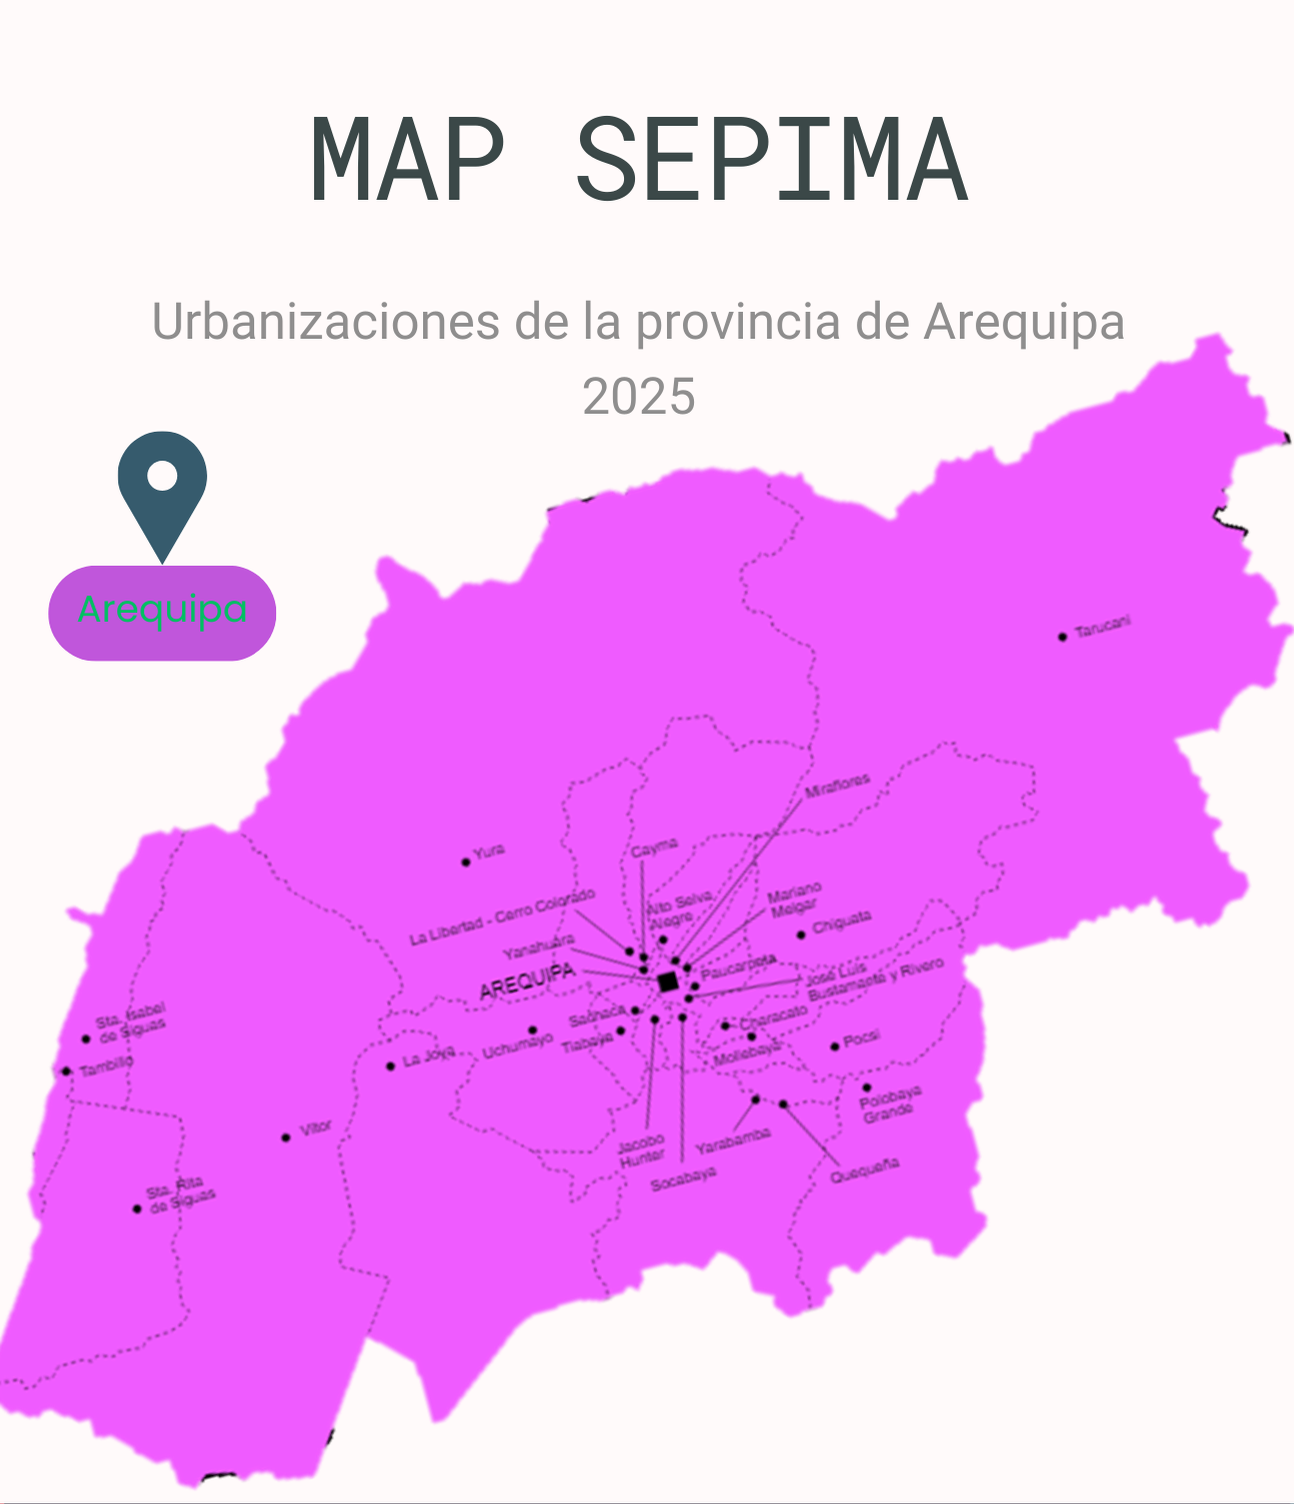 MAP SEPIMA
Urbanizaciones de la provincia de Arequipa
2025
Arequipa
Tarucani
Miraflores
Yura
Cayma
La Libertad - Cerro Colorado
Alto Selva
Alegre
Mariano
Melgar
Chiguata
Yanahuara
AREQUIPA
Paucarpata
José Luis
Bustamante y Rivero
Sta. Isabel
de Siguas
Tambillo
Sachaca
Characato
Uchumayo
Tiabaya
La Joya
Mollebaya
Pocsi
Polobaya
Grande
Vitor
Jacobo
Hunter
Yarabamba
Socabaya
Quequeña
Sta. Rita
de Siguas